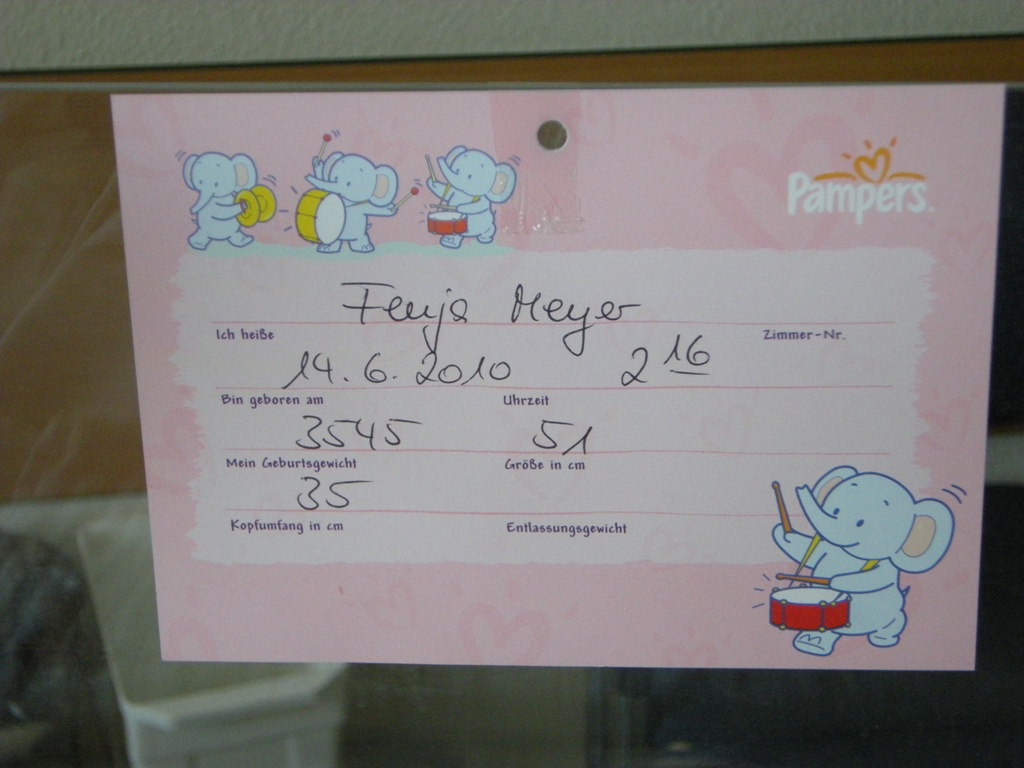 Pampers
Fenja Meyer
Ich heiße Zimmer-Nr.
14.6.2010 2 16
Bin geboren am Uhrzeit
3545 51
Mein Geburtsgewicht Größe in cm
35
Kopfumfang in cm Entlassungsgewicht